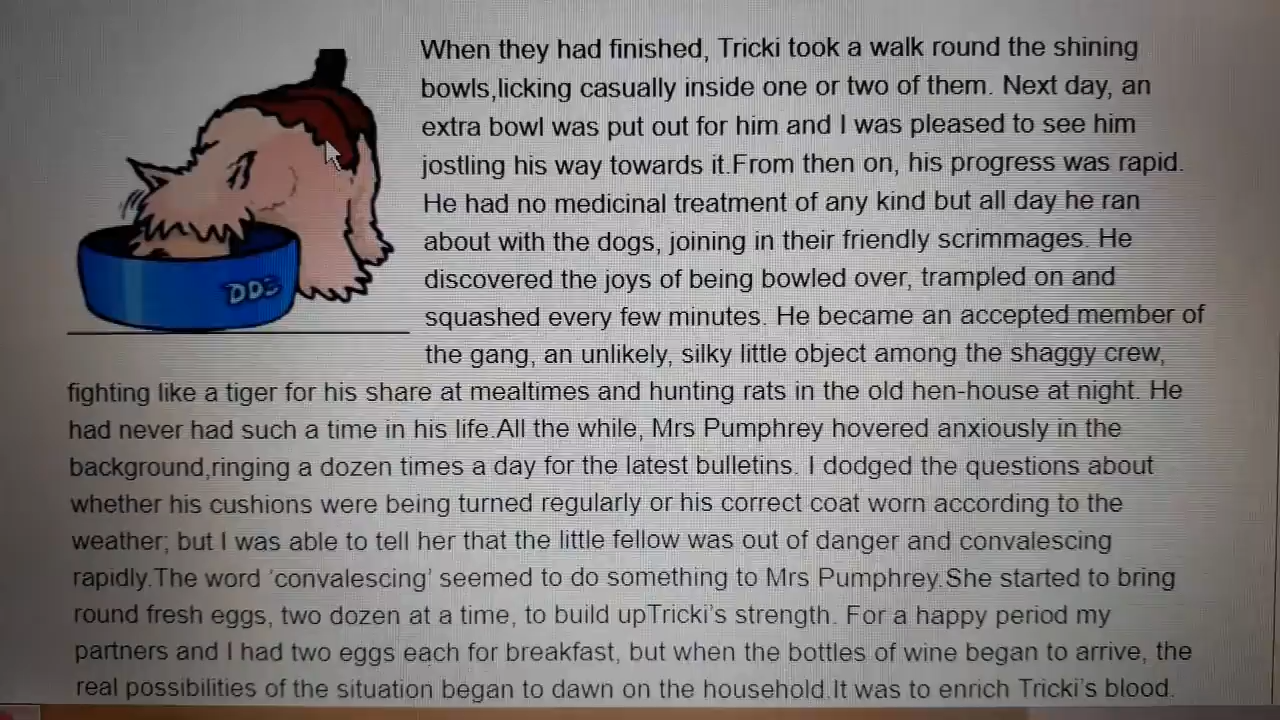 When they had finished, Tricki took a walk round the shining
bowls,licking casually inside one or two of them. Next day, an
extra bowl was put out for him and I was pleased to see him
jostling his way towards it.From then on, his progress was rapid.
He had no medicinal treatment of any kind but all day he ran
about with the dogs, joining in their friendly scrimmages. He
discovered the joys of being bowled over, trampled on and
squashed every few minutes. He became an accepted member of
the gang, an unlikely, silky little object among the shaggy crew,
fighting like a tiger for his share at mealtimes and hunting rats in the old hen-house at night. He
had never had such a time in his life.All the while, Mrs Pumphrey hovered anxiously in the
background,ringing a dozen times a day for the latest bulletins. I dodged the questions about
whether his cushions were being turned regularly or his correct coat worn according to the
weather; but I was able to tell her that the little fellow was out of danger and convalescing
rapidly.The word 'convalescing' seemed to do something to Mrs Pumphrey.She started to bring
round fresh eggs, two dozen at a time, to build upTricki's strength. For a happy period my
partners and I had two eggs each for breakfast, but when the bottles of wine began to arrive, the
real possibilities of the situation began to dawn on the household.It was to enrich Tricki's blood.